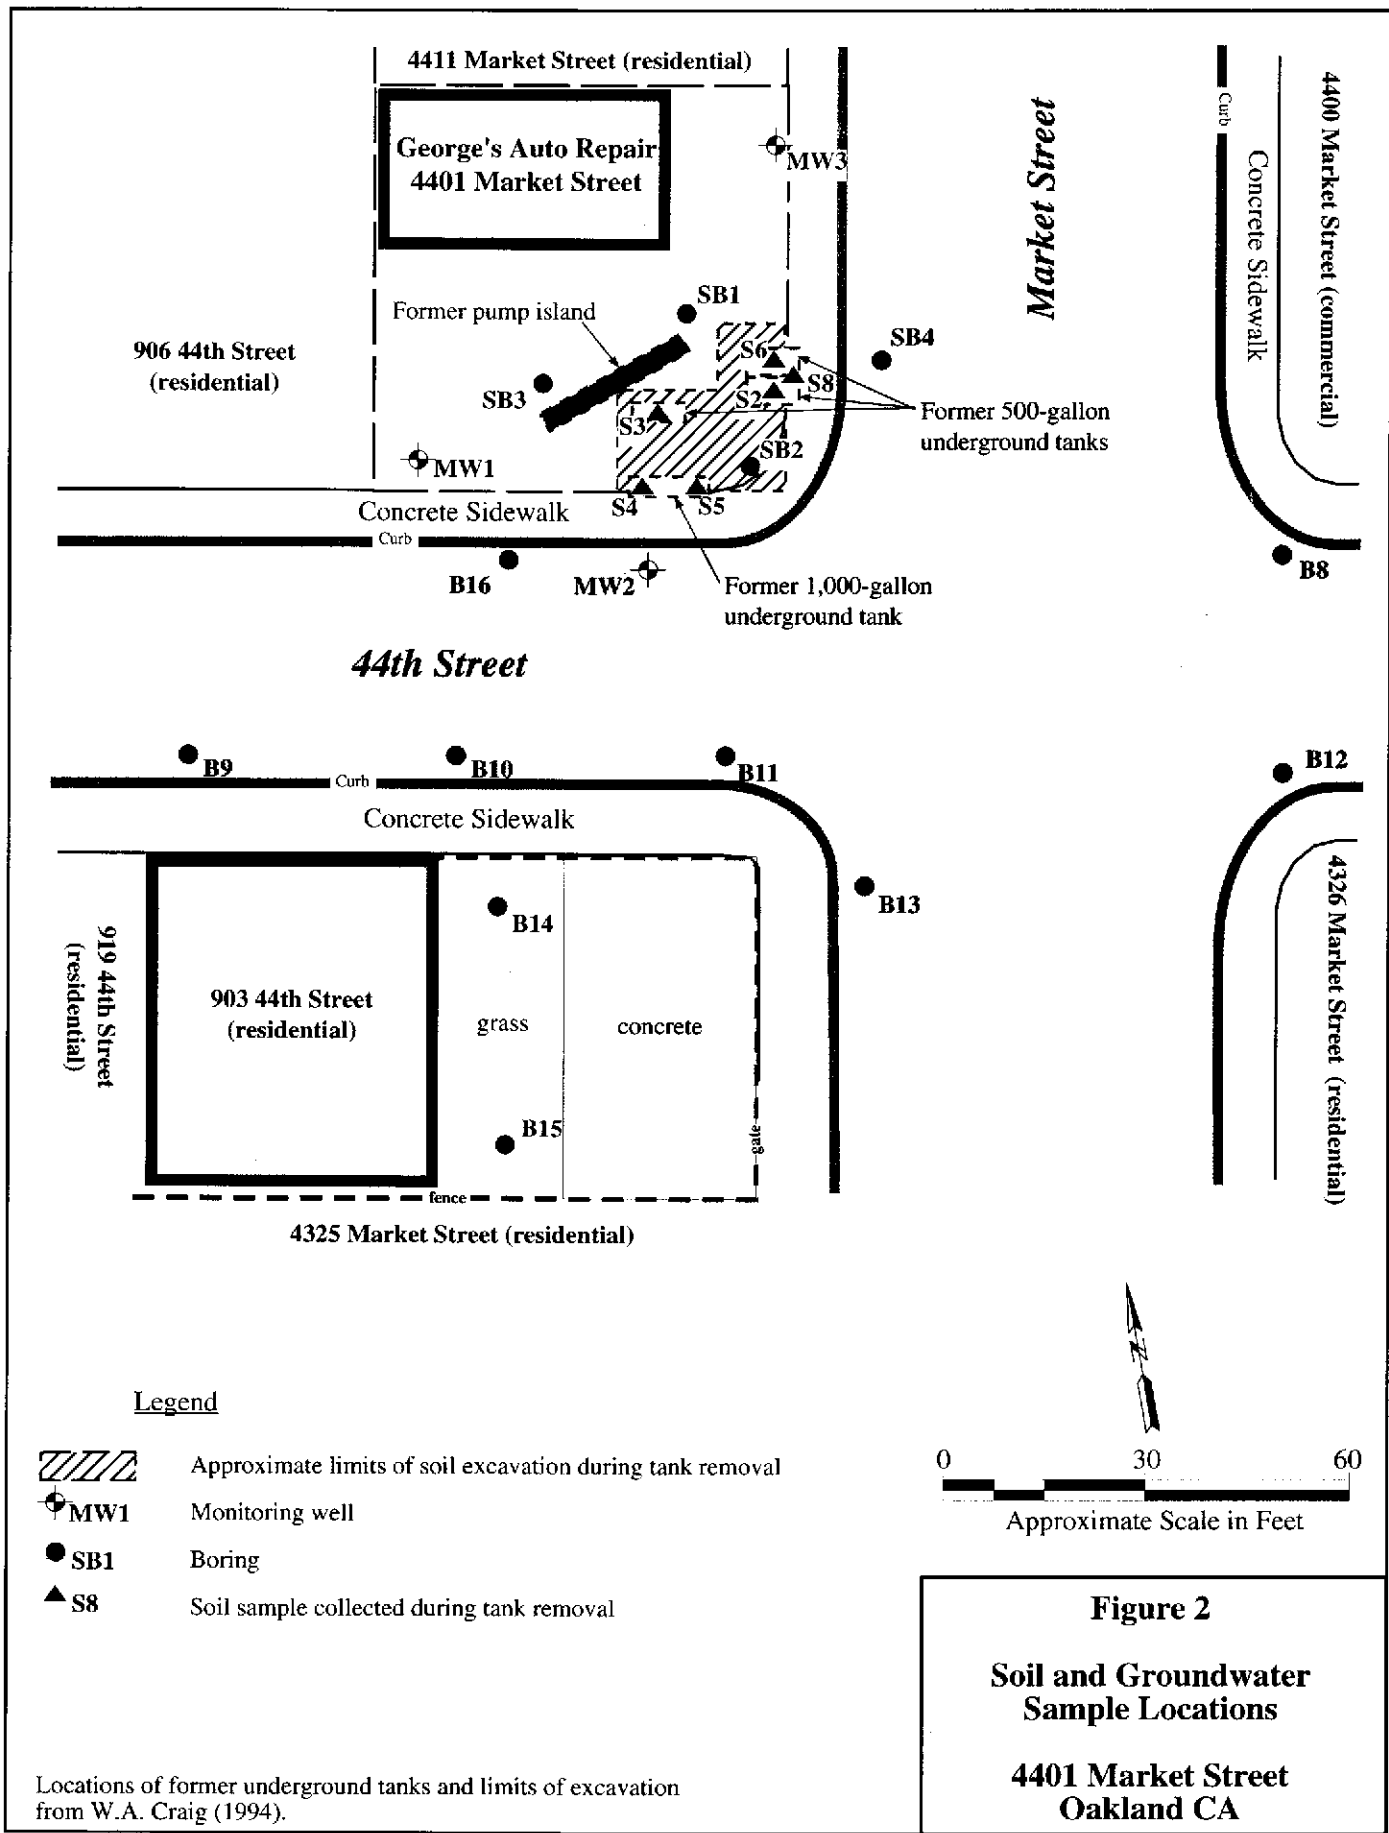 4411 Market Street (residential)
George's Auto Repair
4401 Market Street
MW3
Market Street
Curb
Concrete Sidewalk
4400 Market Street (commercial)
SB1
Former pump island
906 44th Street
(residential)
SB3
S6
S8
S2
S3
SB4
Former 500-gallon
underground tanks
SB2
MW1
S4
S5
Concrete Sidewalk
Curb
B16
MW2
Former 1,000-gallon
underground tank
B8
44th Street
B9
B10
B11
B12
Curb
Concrete Sidewalk
B13
B14
919 44th Street
(residential)
903 44th Street
(residential)
grass
concrete
4326 Market Street (residential)
B15
gate
fence
4325 Market Street (residential)
N
Legend
Approximate limits of soil excavation during tank removal
MW1 Monitoring well
SB1 Boring
S8 Soil sample collected during tank removal
0 30 60
Approximate Scale in Feet
Figure 2
Soil and Groundwater
Sample Locations
4401 Market Street
Oakland CA
Locations of former underground tanks and limits of excavation
from W.A. Craig (1994).